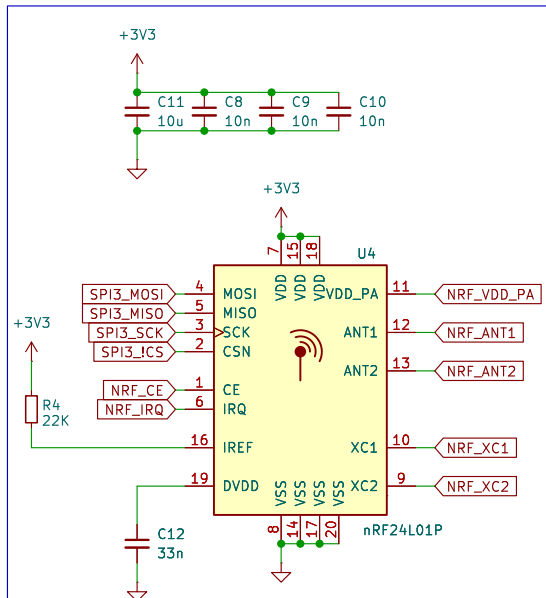 +3V3
C11 C8 C9 C10
10u 10n 10n 10n
+3V3
U4
7 15 18
VDD VDD VDD
SPI3_MOSI 4 MOSI VDD_PA 11 NRF_VDD_PA
SPI3_MISO 5 MISO
SPI3_SCK 3 SCK ANT1 12 NRF_ANT1
+3V3
SPI3_!CS 2 CSN
ANT2 13 NRF_ANT2
NRF_CE 1 CE
NRF_IRQ 6 IRQ
R4
22K
16 IREF XC1 10 NRF_XC1
19 DVDD XC2 9 NRF_XC2
VSS VSS VSS VSS
8 14 17 20
nRF24L01P
C12
33n